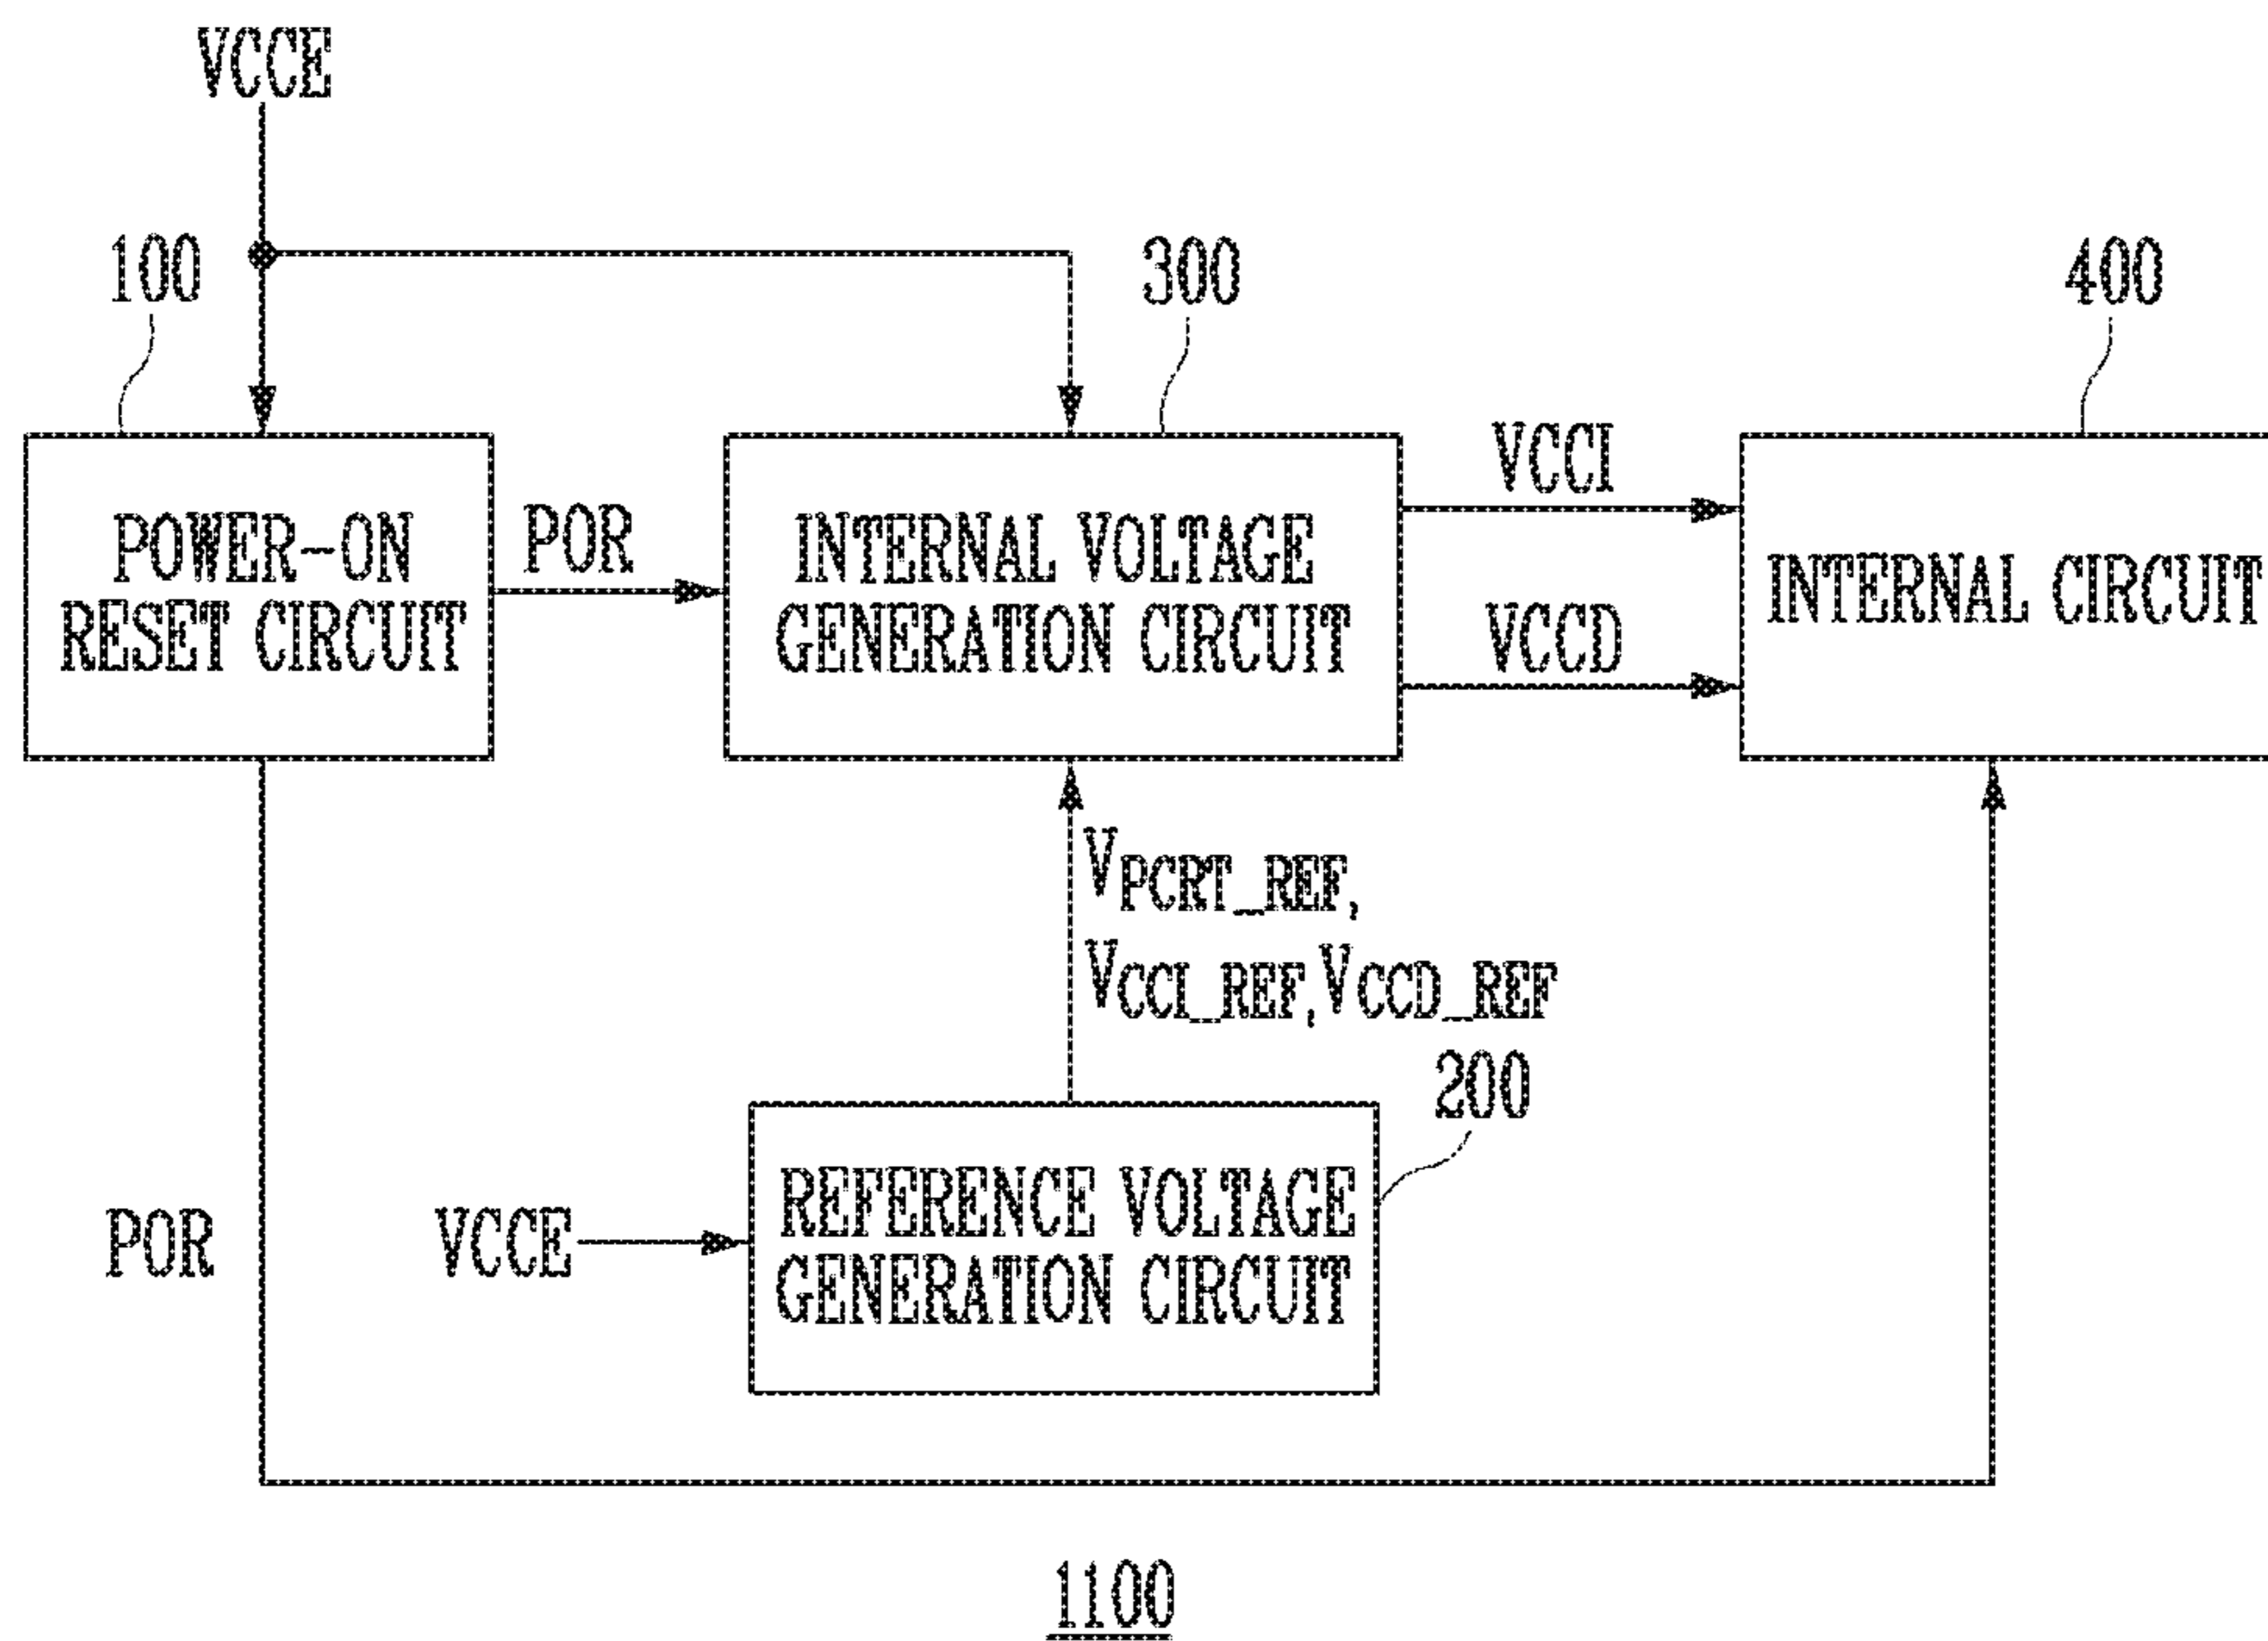 VCCE
100
300
400
POWER-ON
RESET CIRCUIT
POR
INTERNAL VOLTAGE
GENERATION CIRCUIT
VCCI
VCCD
INTERNAL CIRCUIT
VPCRT_REF,
VCCI_REF,VCCD_REF
200
POR
VCCE
REFERENCE VOLTAGE
GENERATION CIRCUIT
1100